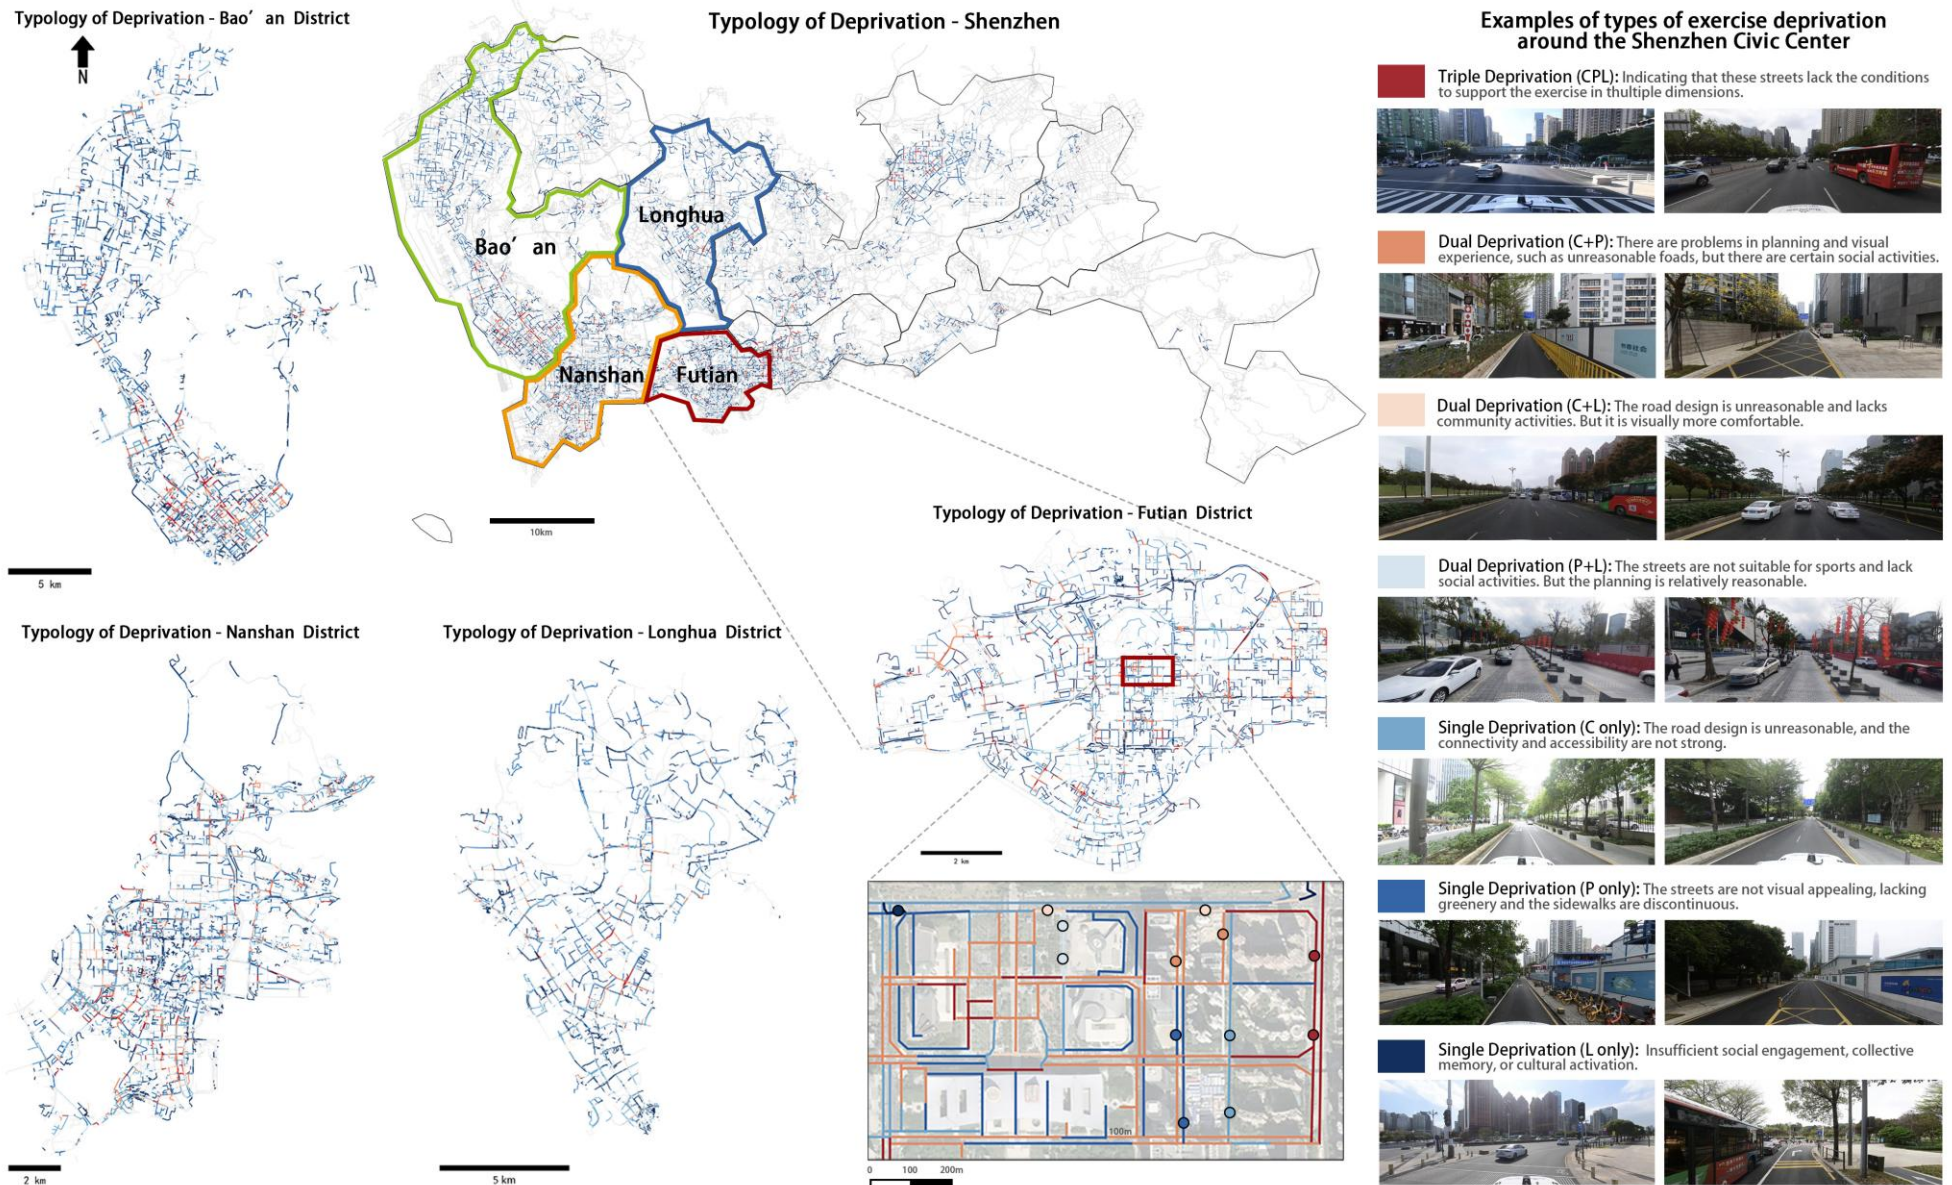 Typology of Deprivation - Bao' an District
N
5 km
Typology of Deprivation - Shenzhen
Bao' an
Longhua
Nanshan
Futian
10km
Typology of Deprivation - Nanshan District
2 km
Typology of Deprivation - Longhua District
5 km
Typology of Deprivation - Futian District
2 km
100m
0 100 200m
Examples of types of exercise deprivation
around the Shenzhen Civic Center
Triple Deprivation (CPL): Indicating that these streets lack the conditions
to support the exercise in thultiple dimensions.
Dual Deprivation (C+P): There are problems in planning and visual
experience, such as unreasonable foads, but there are certain social activities.
Dual Deprivation (C+L): The road design is unreasonable and lacks
community activities. But it is visually more comfortable.
Dual Deprivation (P+L): The streets are not suitable for sports and lack
social activities. But the planning is relatively reasonable.
Single Deprivation (C only): The road design is unreasonable, and the
connectivity and accessibility are not strong.
Single Deprivation (P only): The streets are not visual appealing, lacking
greenery and the sidewalks are discontinuous.
Single Deprivation (L only): Insufficient social engagement, collective
memory, or cultural activation.